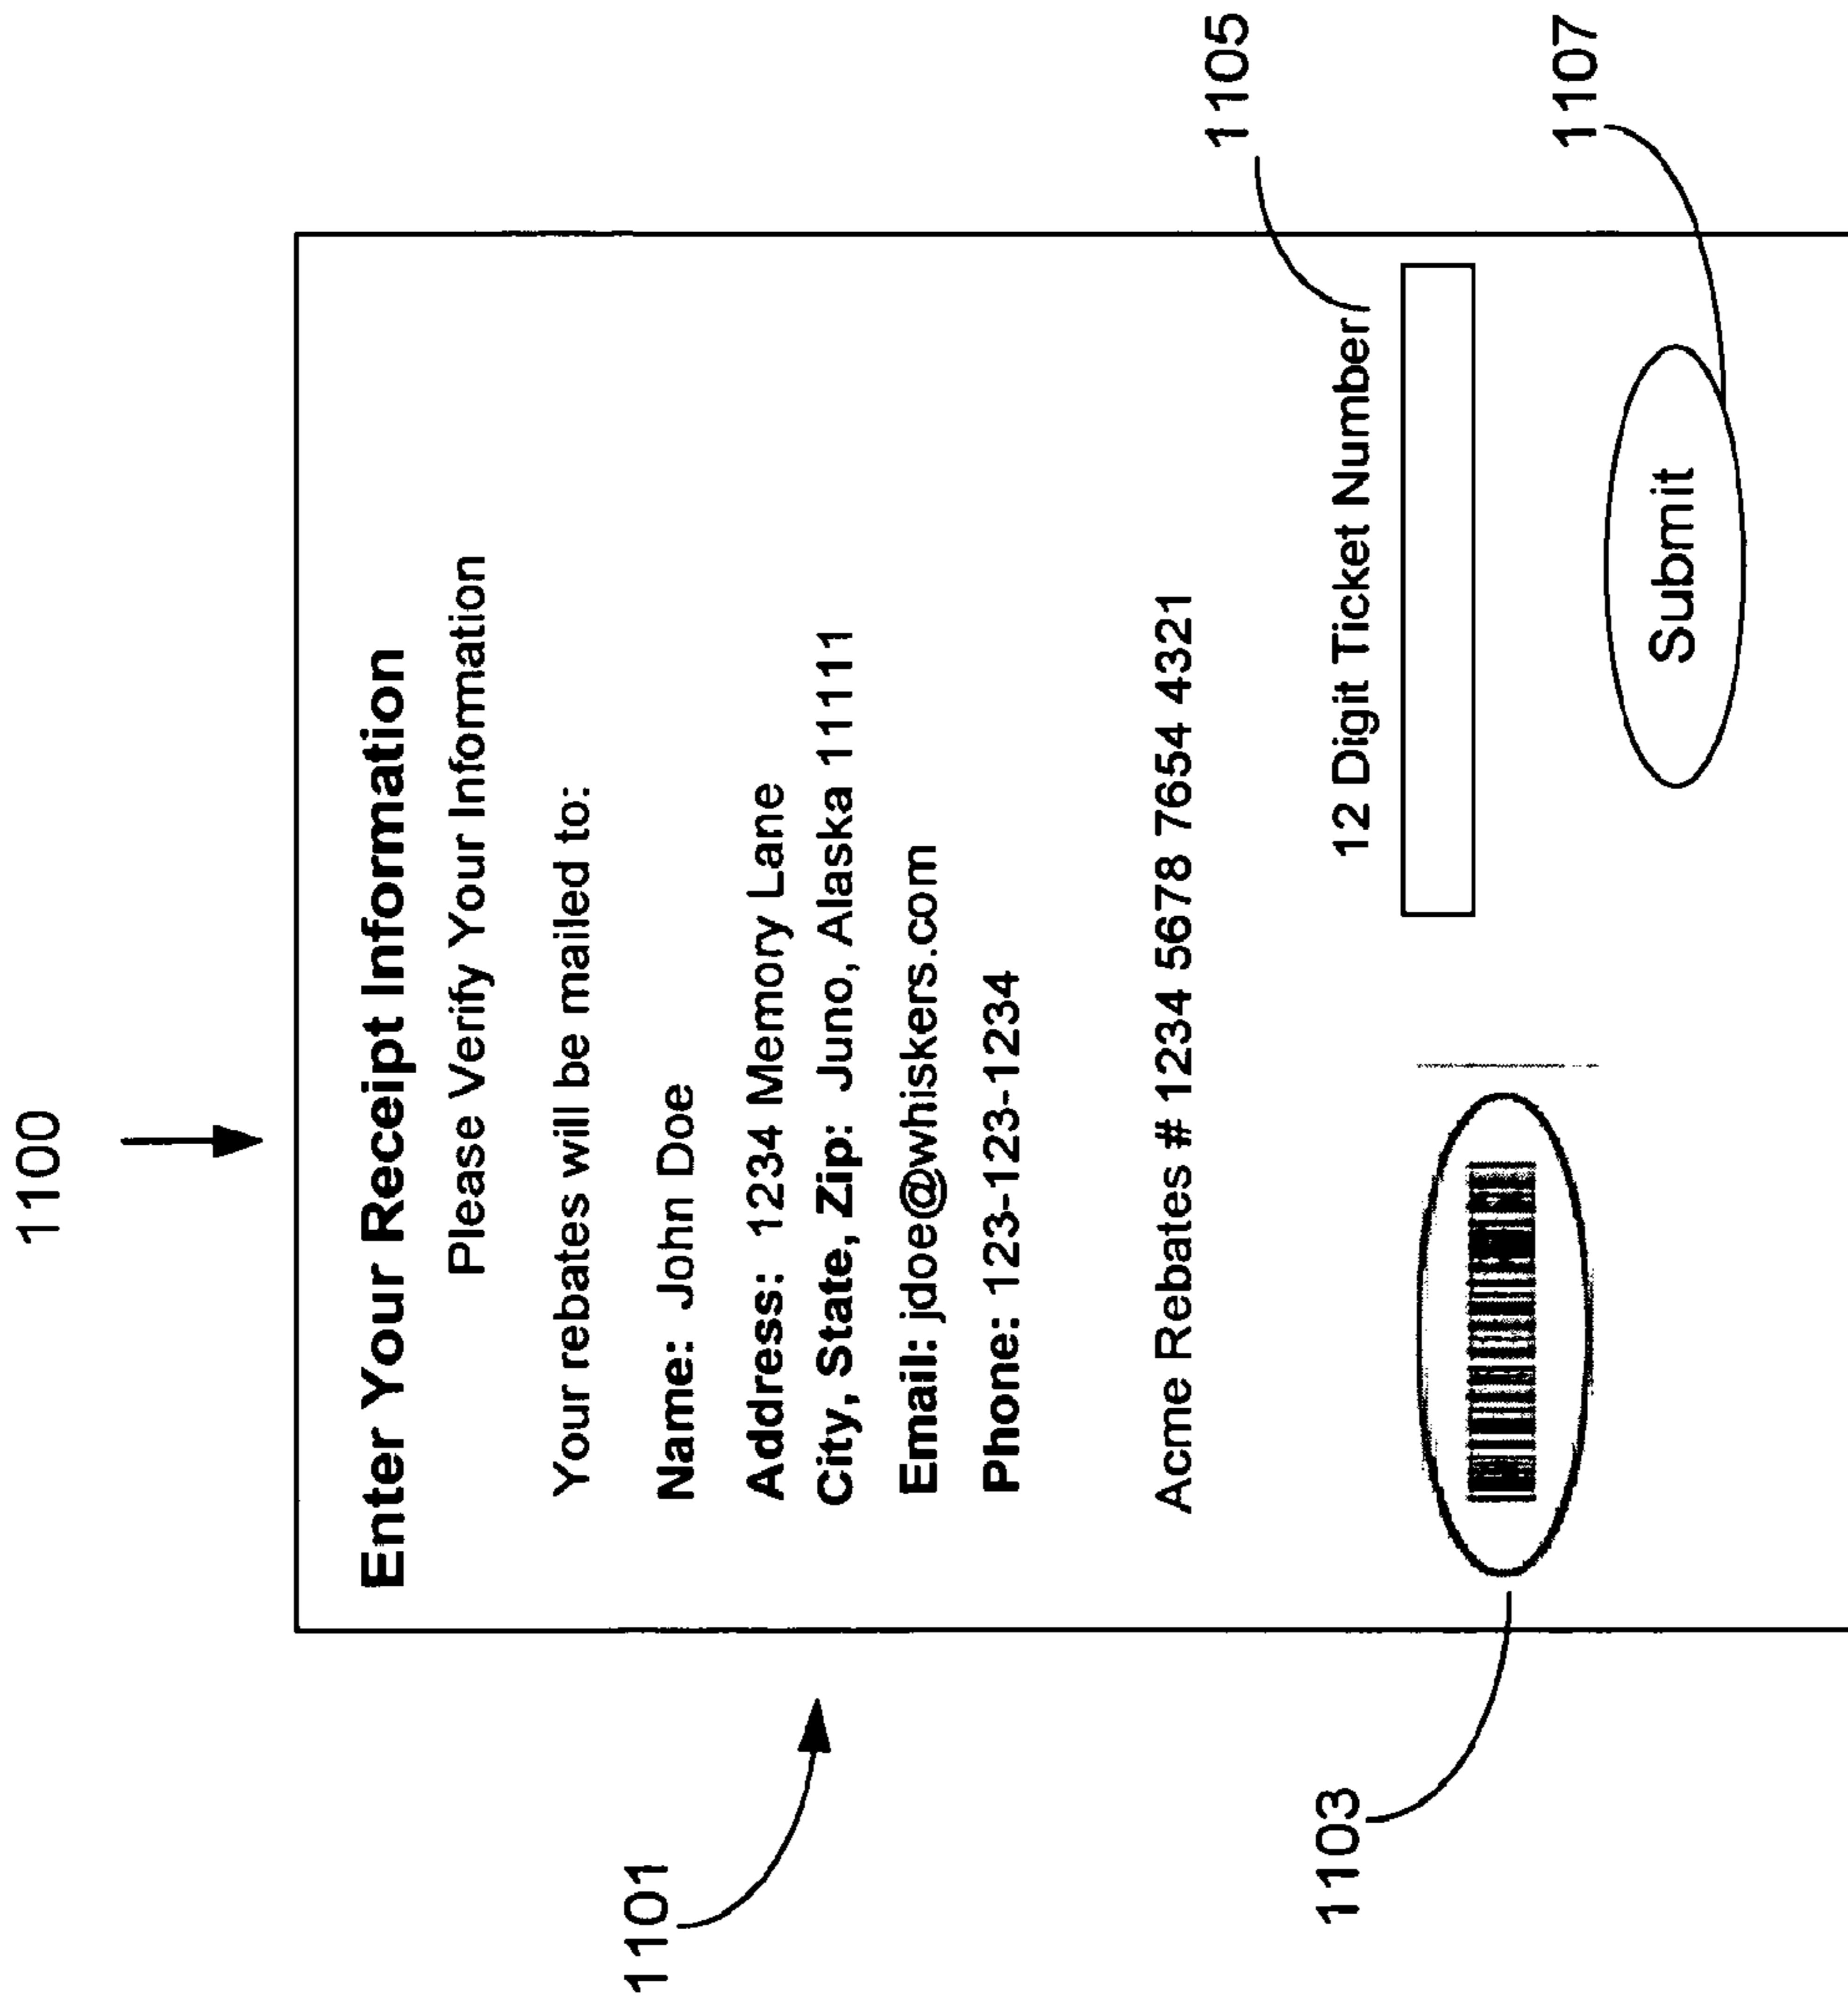 1100
Enter Your Receipt Information
Please Verify Your Infomation
Your rebates will be mailed to:
Name: John Doe
Address: 1234 Memory Lane
City, State, Zip: Juno, Alaska 11111
Email: jdoe@whiskers.com
Phone: 123-123-1234
Acme Rebates # 1234 5678 7654 4321
12 Digit Ticket Number
Submit
1101
1103
1105
1107